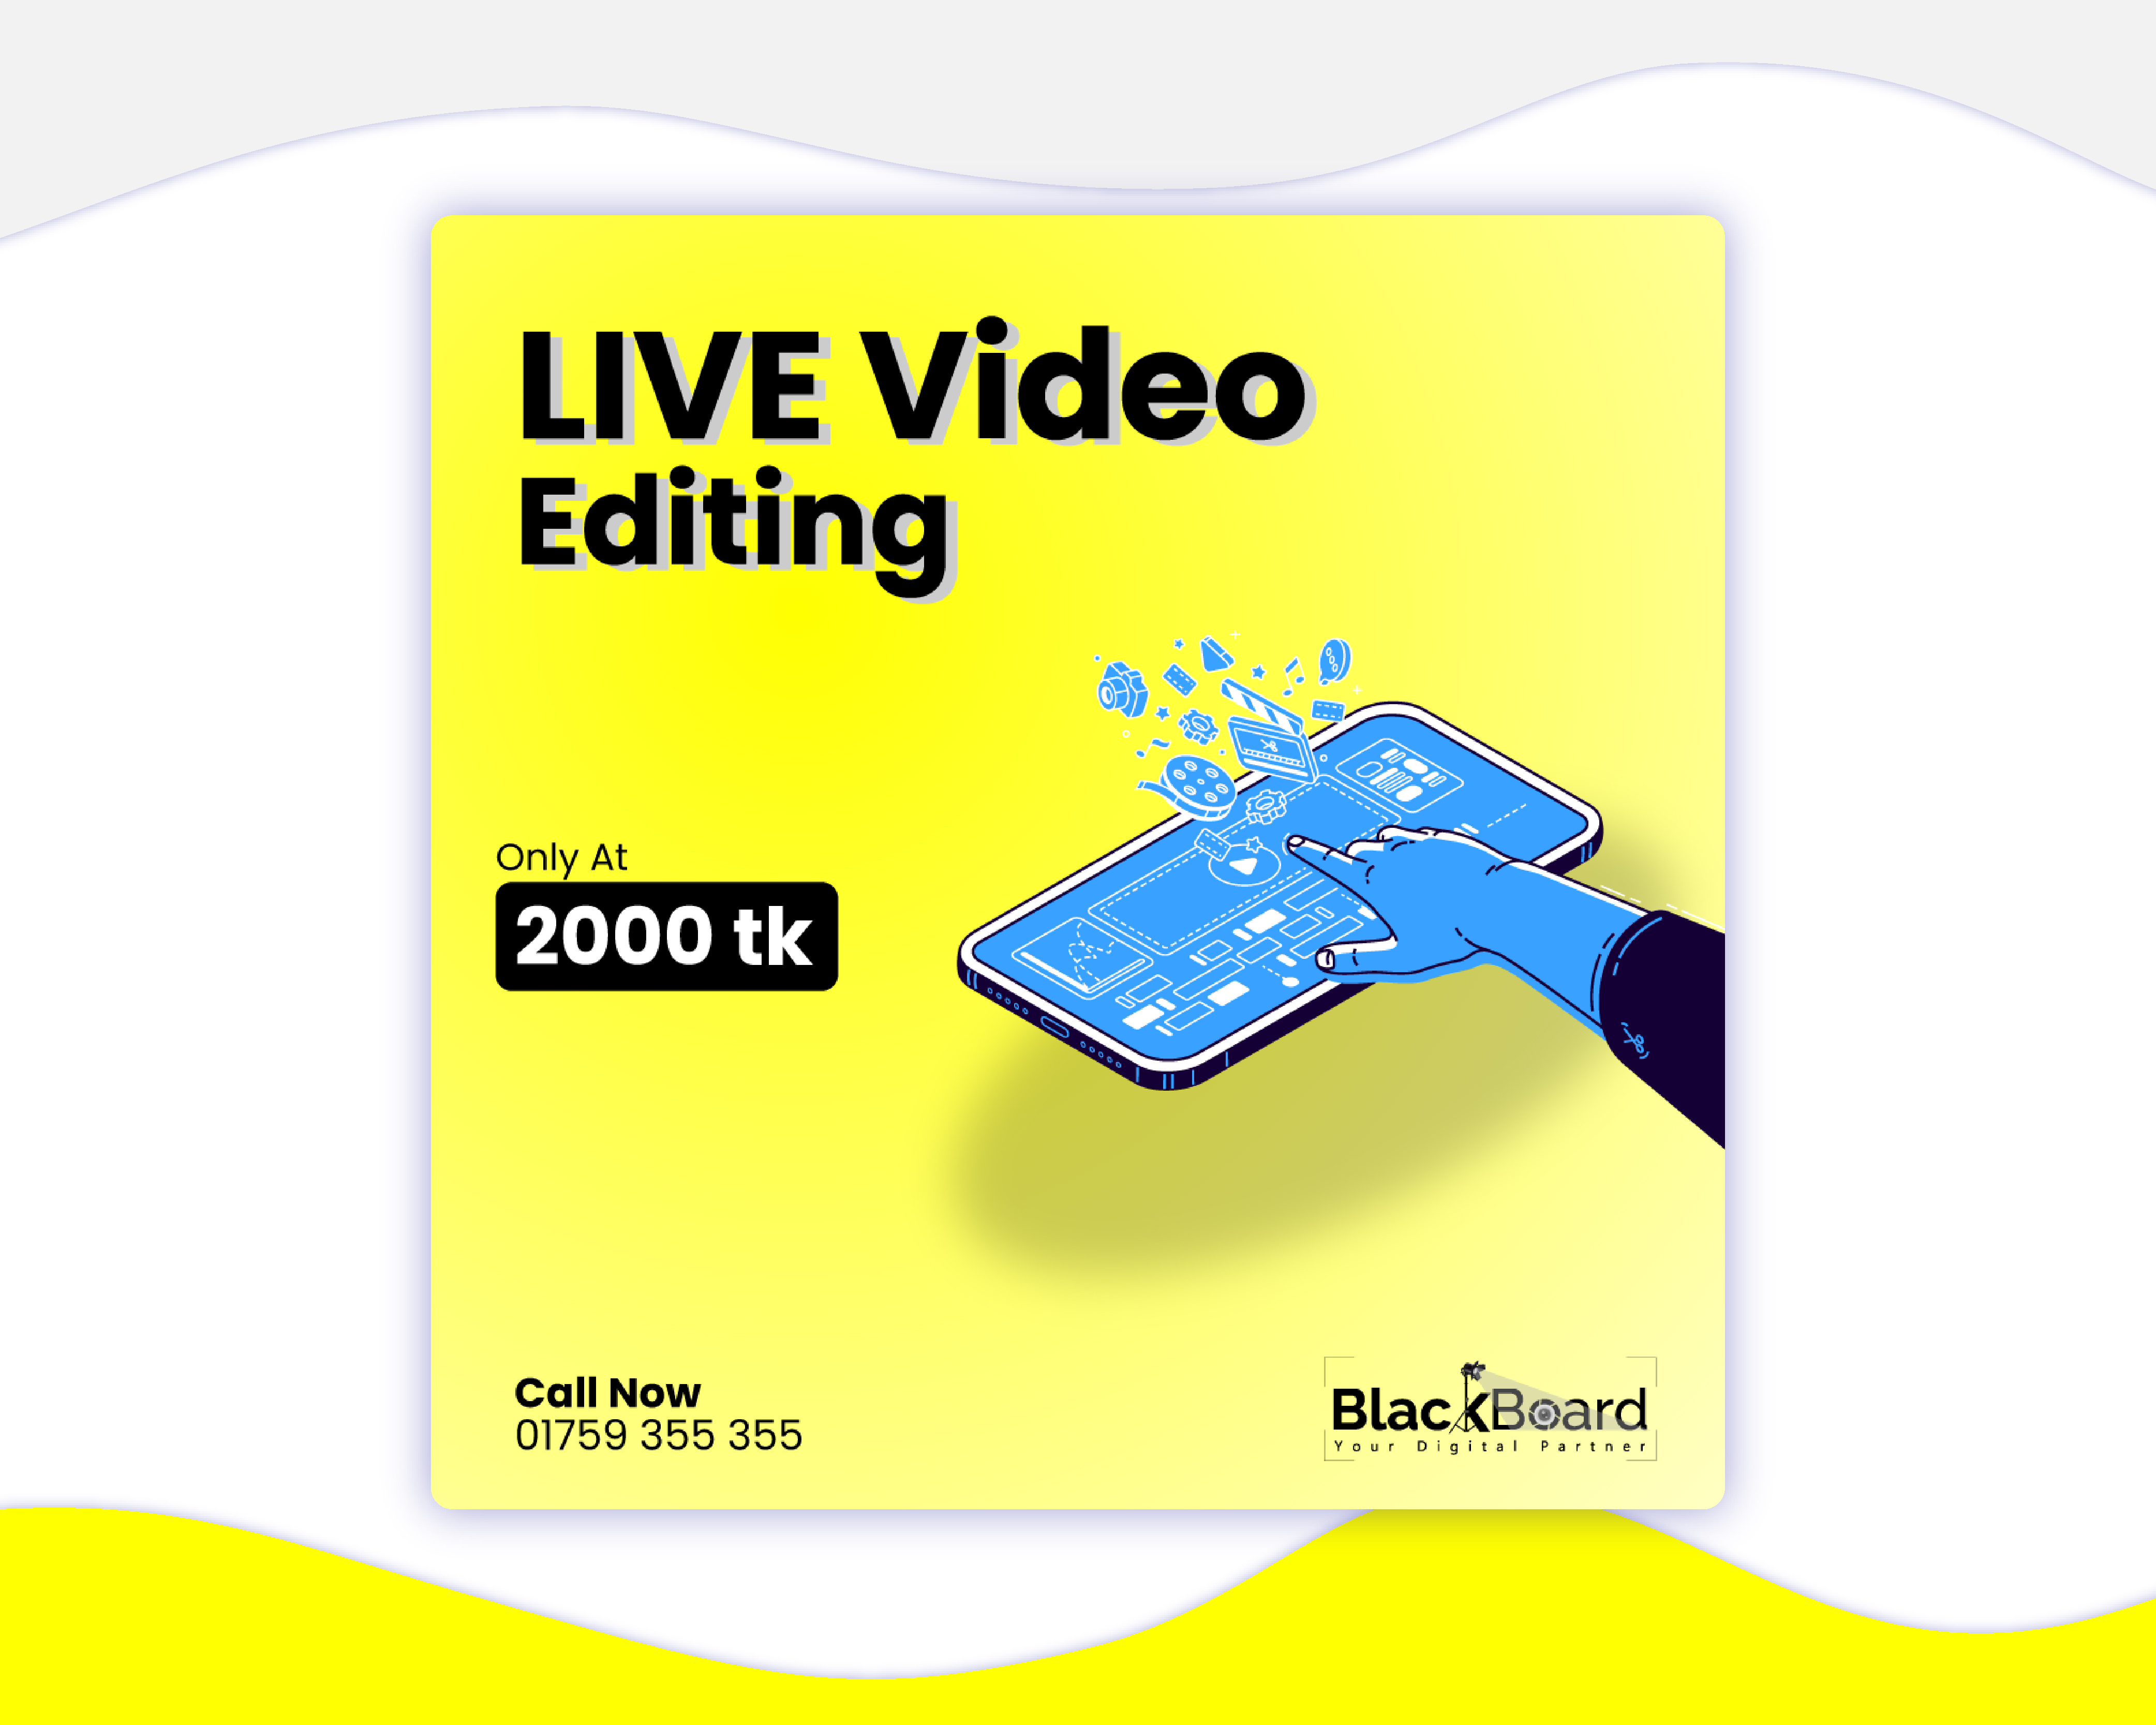 LIVE Video
Editing
Only At
2000 tk
Call Now
01759 355 355
BlackBoard
Your Digital Partner